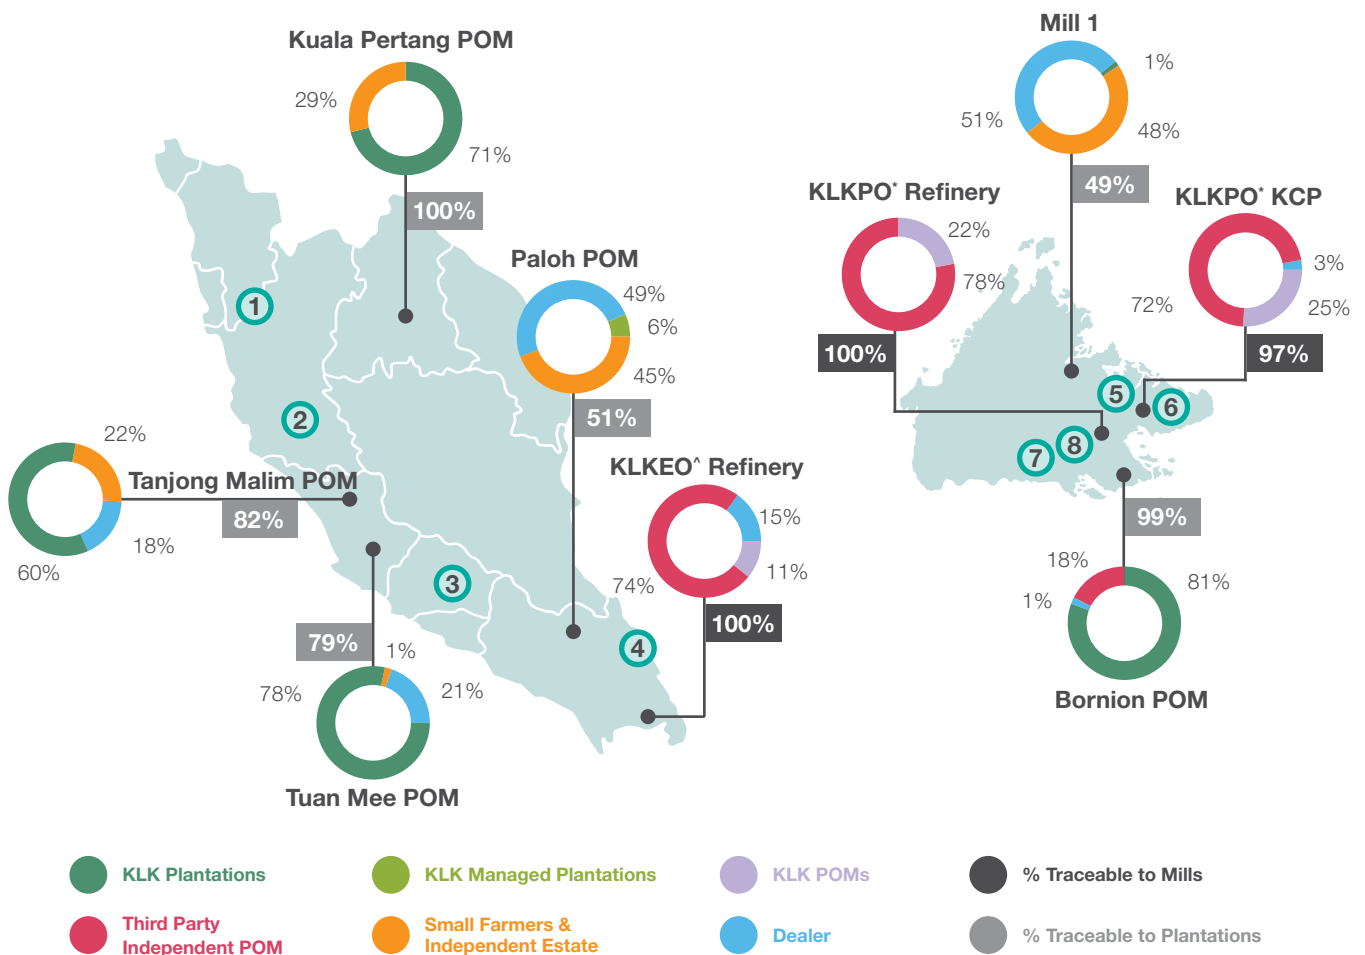 Kuala Pertang POM
29%
71%
100%
Mill 1
1%
51%
48%
49%
KLKPO* Refinery
22%
78%
100%
KLKPO* KCP
3%
72%
25%
97%
Paloh POM
49%
6%
45%
51%
1
2
3
4
5
6
7
8
22%
Tanjong Malim POM
82%
18%
60%
KLKEO^ Refinery
15%
11%
74%
100%
99%
18%
81%
1%
Bornion POM
79%
1%
78%
21%
Tuan Mee POM
KLK Plantations
KLK Managed Plantations
KLK POMs
% Traceable to Mills
Third Party
Independent POM
Small Farmers &
Independent Estate
Dealer
% Traceable to Plantations